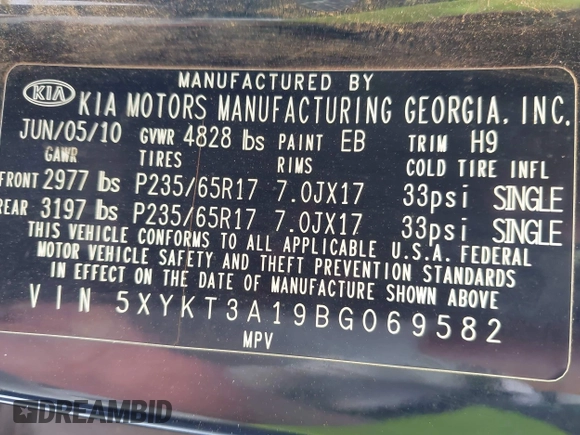 MANUFACTURED BY
KIA KIA MOTORS MANUFACTURING GEORGIA, INC.
JUN/05/10 GVWR 4828 lbs PAINT EB TRIM H9
GAWR TIRES RIMS COLD TIRE INFL
FRONT 2977 lbs P235/65R17 7.0JX17 33psi SINGLE
REAR 3197 lbs P235/65R17 7.0JX17 33psi SINGLE
THIS VEHICLE CONFORMS TO ALL APPLICABLE U.S.A. FEDERAL
MOTOR VEHICLE SAFETY AND THEFT PREVENTION STANDARDS
IN EFFECT ON THE DATE OF MANUFACTURE SHOWN ABOVE
VIN 5XYKT3A19BG069582
MPV
DREAMBID